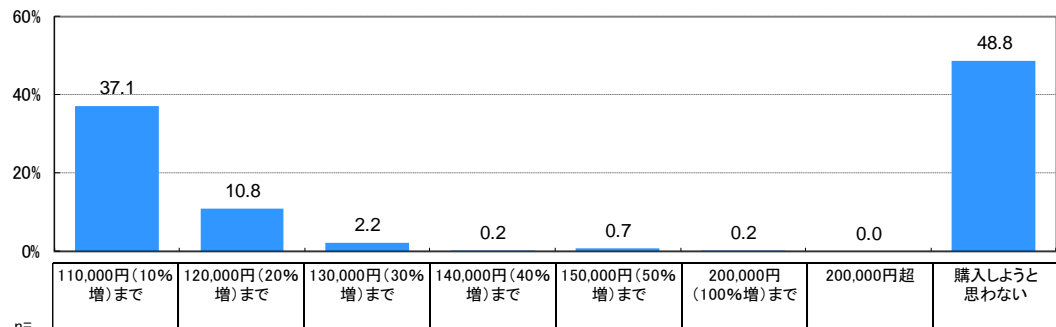 60%
48.8
37.1
40%
20%
10.8
2.2
0.2
0.7
0.2
0.0
0%
110,000円(10%増)まで
120,000円(20%増)まで
130,000円(30%増)まで
140,000円(40%増)まで
150,000円(50%増)まで
200,000円(100%増)まで
200,000円超
購入しようと思わない
n=